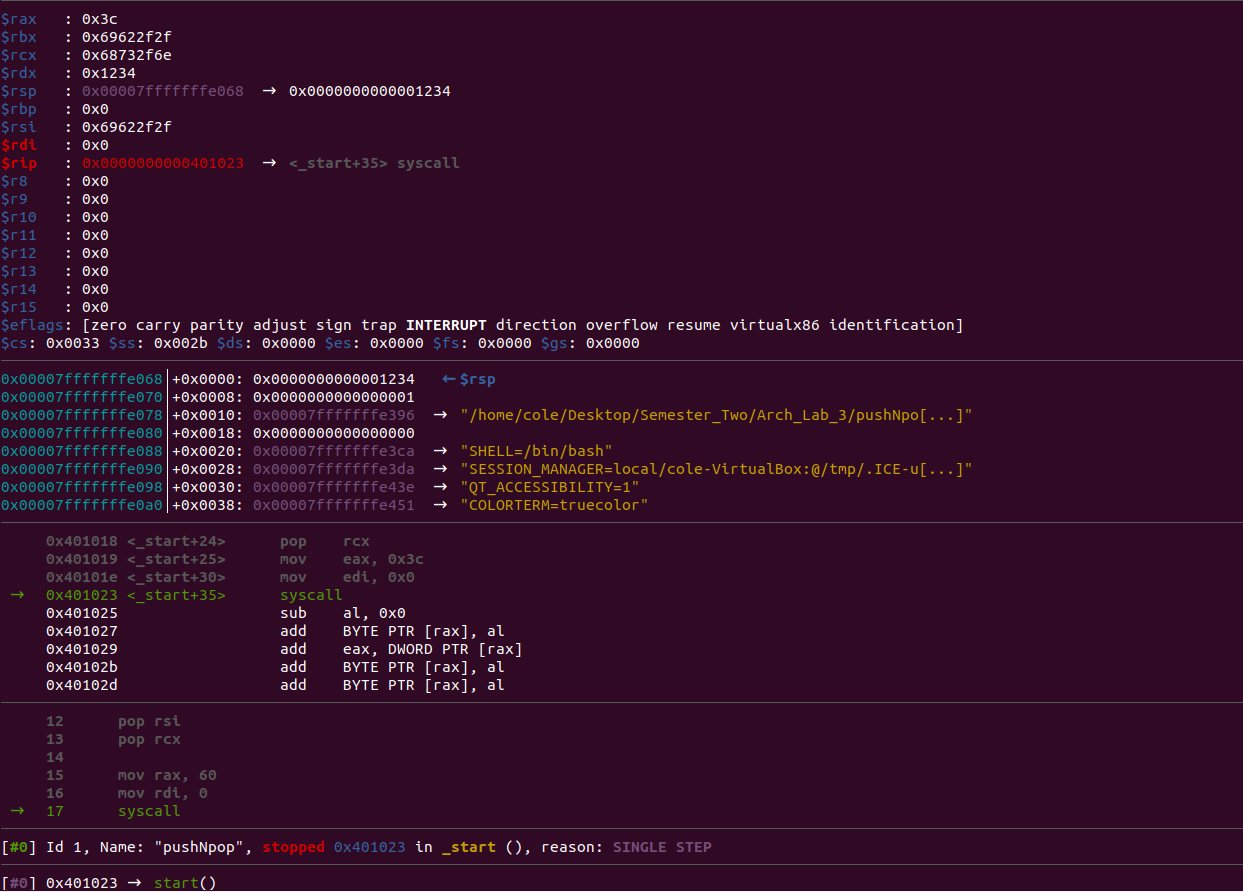 $rax   : 0x3c
$rbx   : 0x69622f2f
$rcx   : 0x68732f6e
$rdx   : 0x1234
$rsp   : 0x00007fffffffe068  →  0x0000000000001234
$rbp   : 0x0
$rsi   : 0x69622f2f
$rdi   : 0x0
$rip   : 0x0000000000401023  →  <_start+35> syscall
$r8    : 0x0
$r9    : 0x0
$r10   : 0x0
$r11   : 0x0
$r12   : 0x0
$r13   : 0x0
$r14   : 0x0
$r15   : 0x0
$eflags: [zero carry parity adjust sign trap INTERRUPT direction overflow resume virtualx86 identification]
$cs: 0x0033 $ss: 0x002b $ds: 0x0000 $es: 0x0000 $fs: 0x0000 $gs: 0x0000
0x00007fffffffe068│+0x0000: 0x0000000000001234   ←$rsp
0x00007fffffffe070│+0x0008: 0x0000000000000001
0x00007fffffffe078│+0x0010: 0x00007fffffffe396  →  "/home/cole/Desktop/Semester_Two/Arch_Lab_3/pushNpo[...]"
0x00007fffffffe080│+0x0018: 0x0000000000000000
0x00007fffffffe088│+0x0020: 0x00007fffffffe3ca  →  "SHELL=/bin/bash"
0x00007fffffffe090│+0x0028: 0x00007fffffffe3da  →  "SESSION_MANAGER=local/cole-VirtualBox:@/tmp/.ICE-u[...]"
0x00007fffffffe098│+0x0030: 0x00007fffffffe43e  →  "QT_ACCESSIBILITY=1"
0x00007fffffffe0a0│+0x0038: 0x00007fffffffe451  →  "COLORTERM=truecolor"
0x401018 <_start+24>      pop    rcx
0x401019 <_start+25>      mov    eax, 0x3c
0x40101e <_start+30>      mov    edi, 0x0
→   0x401023 <_start+35>      syscall
0x401025                  sub    al, 0x0
0x401027                  add    BYTE PTR [rax], al
0x401029                  add    eax, DWORD PTR [rax]
0x40102b                  add    BYTE PTR [rax], al
0x40102d                  add    BYTE PTR [rax], al
12      pop rsi
13      pop rcx
14
15      mov rax, 60
16      mov rdi, 0
→   17      syscall
[#0] Id 1, Name: "pushNpop", stopped 0x401023 in _start (), reason: SINGLE STEP
[#0] 0x401023 → start()